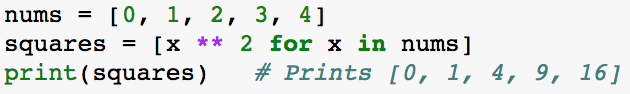 nums = [0, 1, 2, 3, 4]
squares = [x ** 2 for x in nums]
print(squares)   # Prints [0, 1, 4, 9, 16]